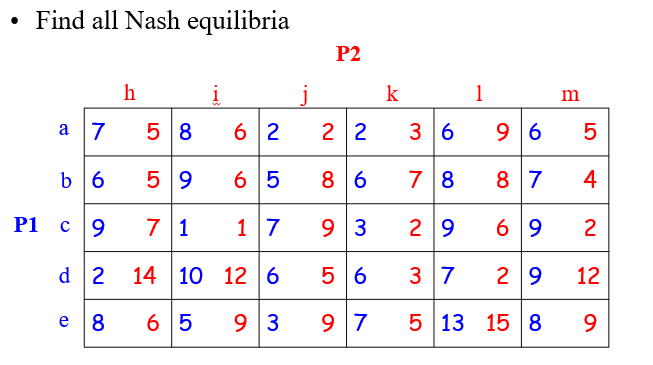 • Find all Nash equilibria
P2
h i j k l m
a 7 5 8 6 2 2 2 3 6 9 6 5
b 6 5 9 6 5 8 6 7 8 8 7 4
P1 c 9 7 1 1 7 9 3 2 9 6 9 2
d 2 14 10 12 6 5 6 3 7 2 9 12
e 8 6 5 9 3 9 7 5 13 15 8 9